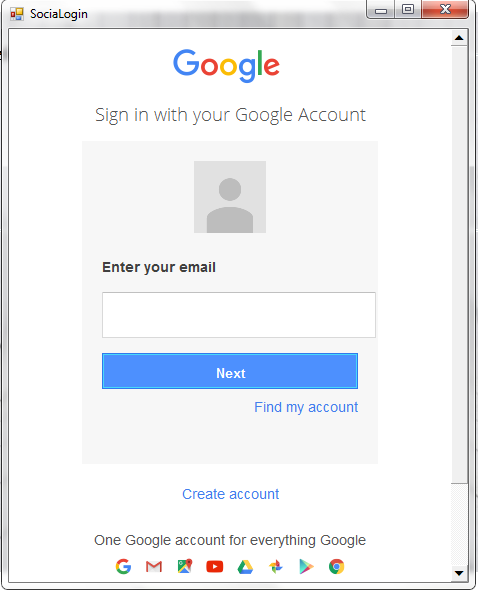 SociaLogin
Google
Sign in with your Google Account
Enter your email
Next
Find my account
Create account
One Google account for everything Google